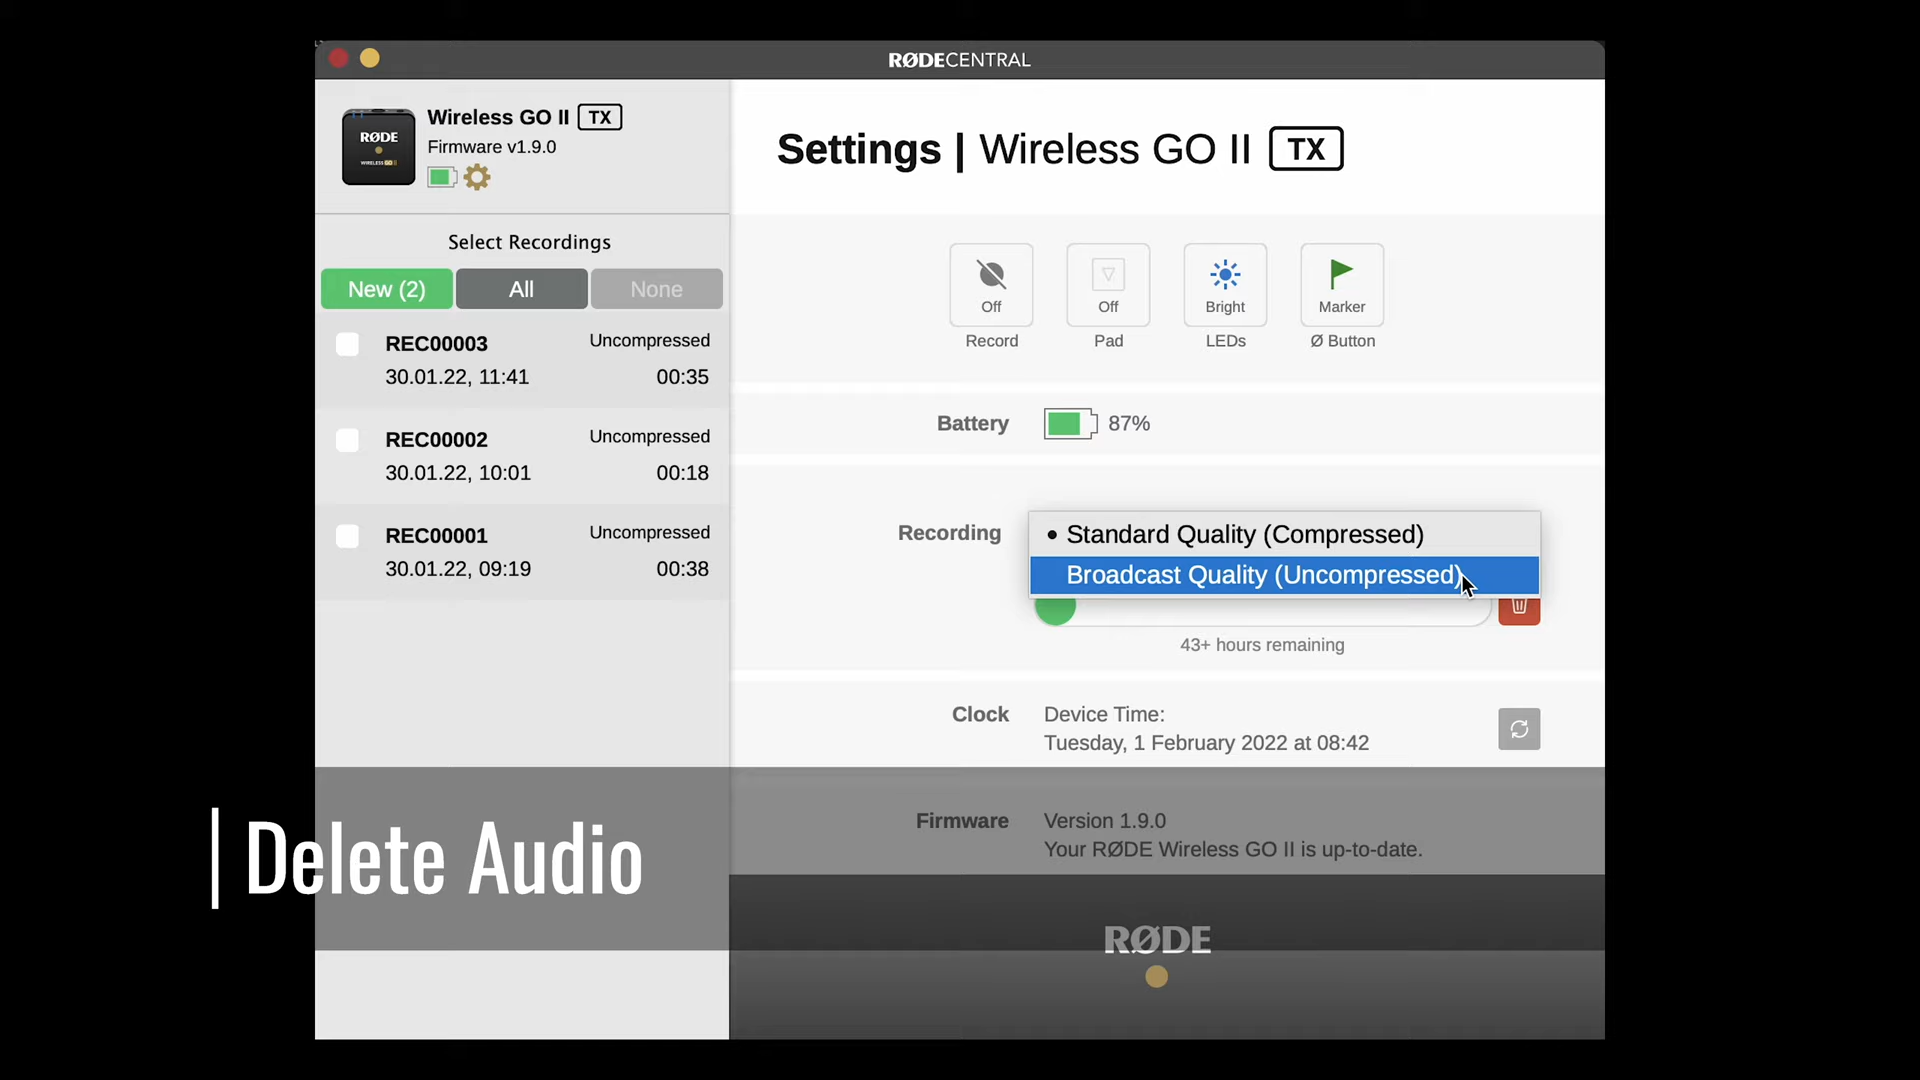 RØDECENTRAL
RØDE
WIRELESS GO II
Wireless GO II TX
Firmware v1.9.0
Select Recordings
New (2) All None
REC00003 Uncompressed
30.01.22, 11:41 00:35
REC00002 Uncompressed
30.01.22, 10:01 00:18
REC00001 Uncompressed
30.01.22, 09:19 00:38
Settings | Wireless GO II TX
Off Off Bright Marker
Record Pad LEDs Ø Button
Battery 87%
Recording
Standard Quality (Compressed)
Broadcast Quality (Uncompressed)
43+ hours remaining
Clock Device Time:
Tuesday, 1 February 2022 at 08:42
Firmware Version 1.9.0
Your RØDE Wireless GO II is up-to-date.
Delete Audio
RØDE